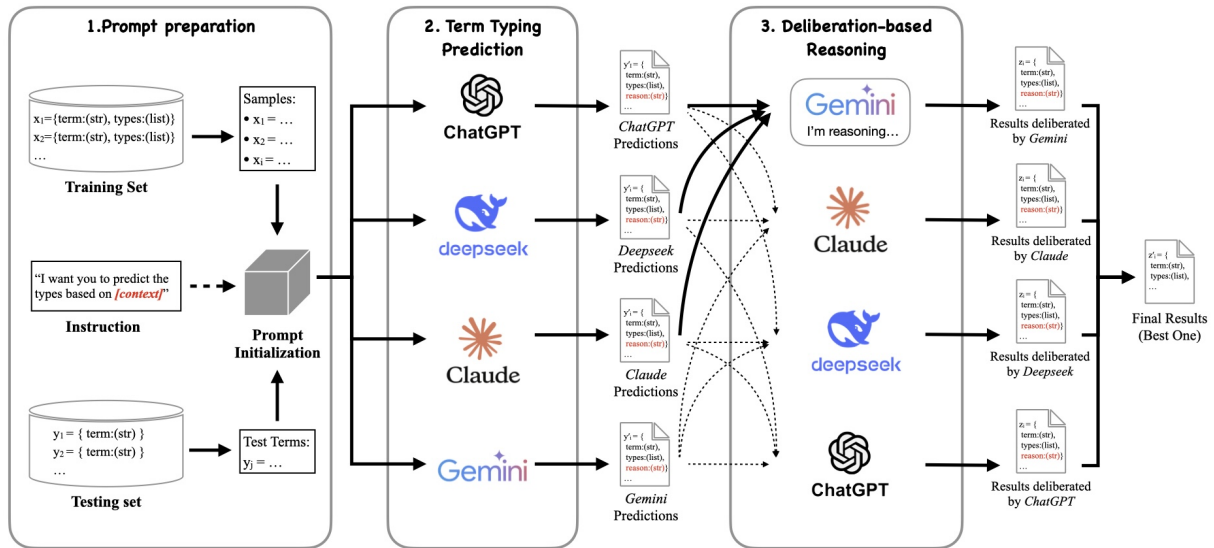 1.Prompt preparation
x1={term:(str), types:(list)}
x2={term:(str), types:(list)}
...
Training Set
Samples:
• x1 = ...
• x2 = ...
• xi = ...
“I want you to predict the
types based on [context]”
Instruction
Prompt
Initialization
y1 = { term:(str) }
y2 = { term:(str) }
...
Testing set
Test Terms:
yj = ...
2. Term Typing
Prediction
ChatGPT
deepseek
Claude
Gemini
y'i = {
term:(str),
types:(list),
reason:(str)}
...
ChatGPT
Predictions
y'i = {
term:(str),
types:(list),
reason:(str)}
...
Deepseek
Predictions
y'i = {
term:(str),
types:(list),
reason:(str)}
...
Claude
Predictions
y'i = {
term:(str),
types:(list),
reason:(str)}
...
Gemini
Predictions
3. Deliberation-based
Reasoning
Gemini
I'm reasoning...
Claude
deepseek
ChatGPT
zi = {
term:(str),
types:(list),
reason:(str)}
...
Results deliberated
by Gemini
zi = {
term:(str),
types:(list),
reason:(str)}
...
Results deliberated
by Claude
zi = {
term:(str),
types:(list),
reason:(str)}
...
Results deliberated
by Deepseek
zi = {
term:(str),
types:(list),
reason:(str)}
...
Results deliberated
by ChatGPT
z'i = {
term:(str),
types:(list),
...
Final Results
(Best One)